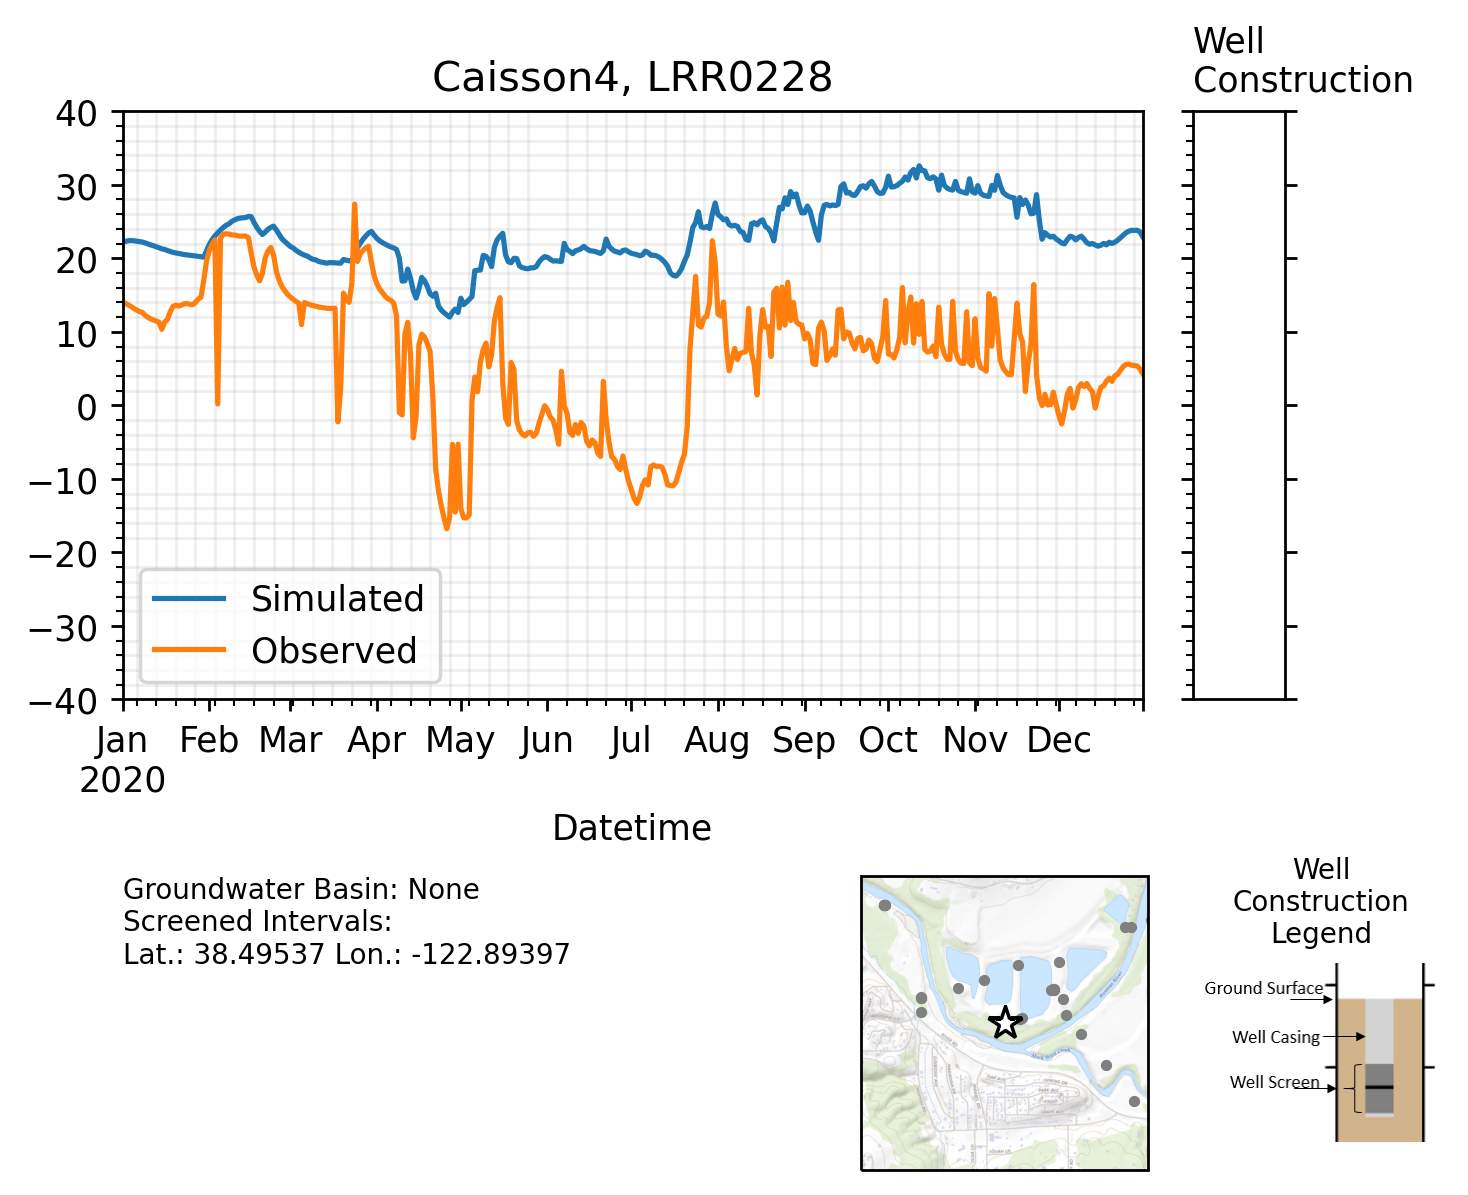 Well
Construction
Caisson4, LRR0228
40
30
20
10
0
−10
−20
−30
−40
Simulated
Observed
Jan Feb Mar Apr May Jun Jul Aug Sep Oct Nov Dec
2020
Datetime
Groundwater Basin: None
Screened Intervals:
Lat.: 38.49537 Lon.: -122.89397
Well
Construction
Legend
Ground Surface
Well Casing
Well Screen